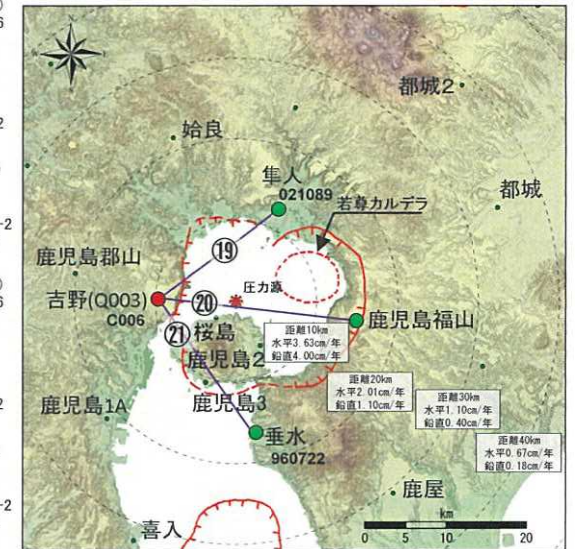 都城2
姶良
隼人
021089
若尊カルデラ
都城
⑲
鹿児島郡山
圧力源
吉野(Q003)
C006
⑳
鹿児島福山
㉑
桜島
距離10km
水平3.63cm/年
鉛直4.00cm/年
鹿児島2
距離20km
水平2.01cm/年
鉛直1.10cm/年
距離30km
水平1.10cm/年
鉛直0.40cm/年
鹿児島1A
鹿児島3
垂水
960722
距離40km
水平0.67cm/年
鉛直0.18cm/年
鹿屋
喜入
km
0 5 10 20